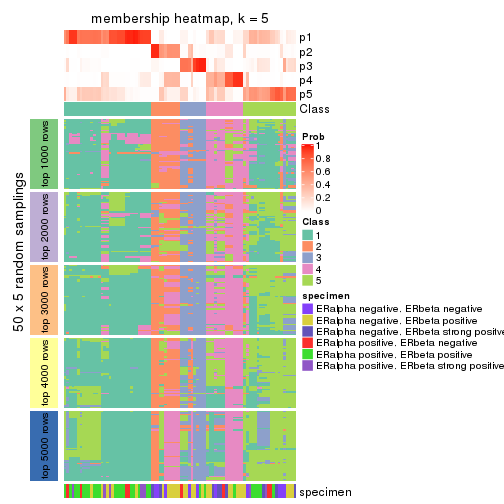 membership heatmap, k = 5
p1
p2
p3
p4
p5
Class
50 x 5 random samplings
top 1000 rows
top 2000 rows
top 3000 rows
top 4000 rows
top 5000 rows
specimen
Prob
1
0.8
0.6
0.4
0.2
0
Class
1
2
3
4
5
specimen
ERalpha negative. ERbeta negative
ERalpha negative. ERbeta positive
ERalpha negative. ERbeta strong positive
ERalpha positive. ERbeta negative
ERalpha positive. ERbeta positive
ERalpha positive. ERbeta strong positive